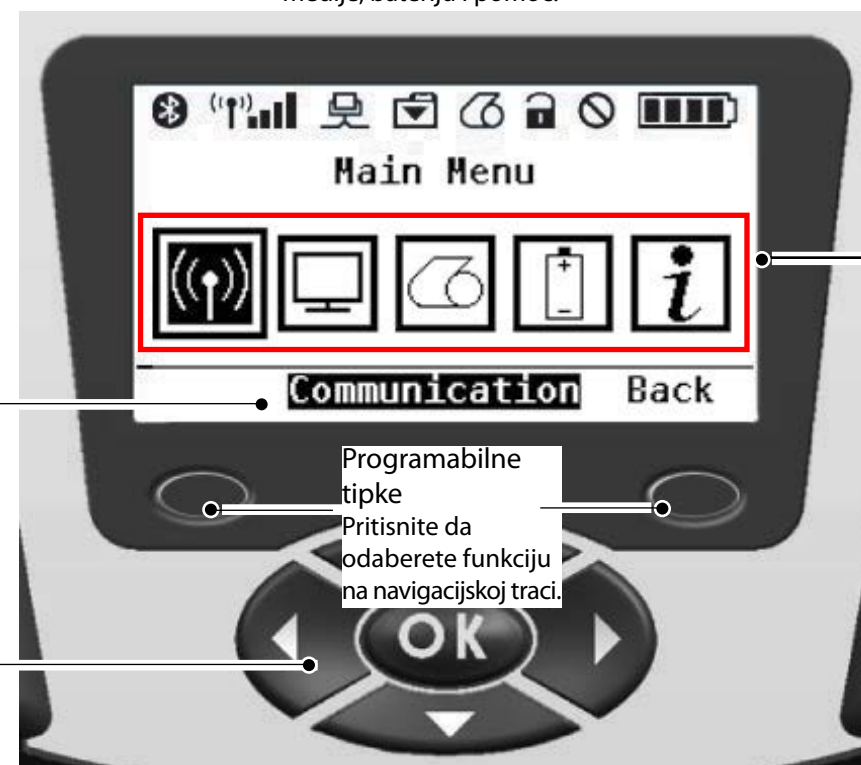 Main Menu
Communication Back
Programabilne
tipke
Pritisnite da
odaberete funkciju
na navigacijskoj traci.
OK